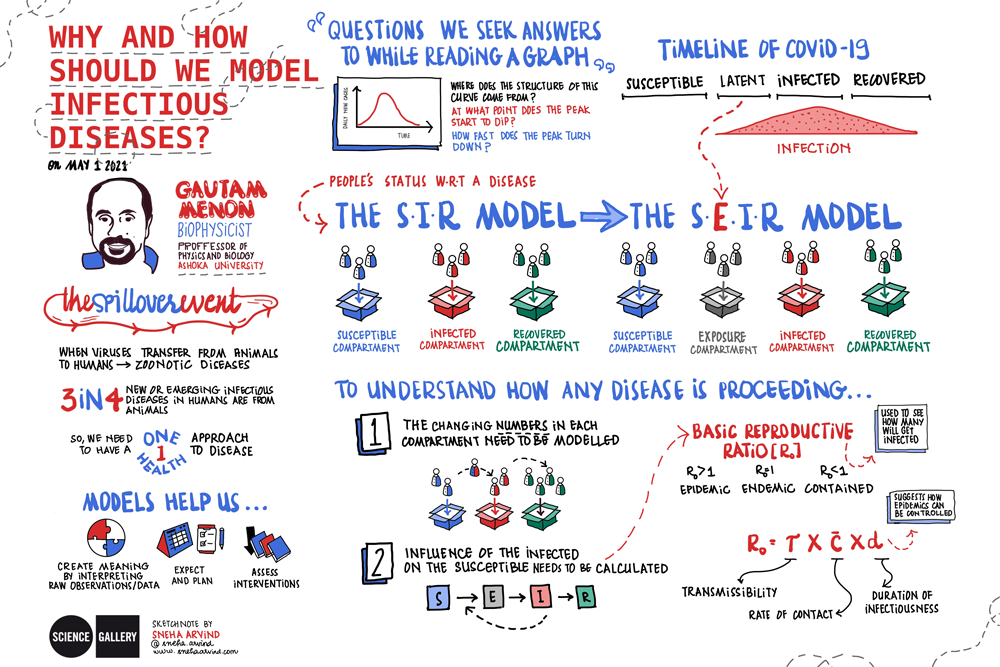 WHY AND HOW
SHOULD WE MODEL
INFECTIOUS
DISEASES?
ON MAY 1 2021
GAUTAM
MENON
BIOPHYSICIST
PROFFESSOR OF
PHYSICS AND BIOLOGY
ASHOKA UNIVERSITY
the spillover event
WHEN VIRUSES TRANSFER FROM ANIMALS
TO HUMANS → ZOONOTIC DISEASES
3 IN 4
NEW OR EMERGING INFECTIOUS
DISEASES IN HUMANS ARE FROM
ANIMALS
SO, WE NEED
TO HAVE A
ONE
1
HEALTH
APPROACH
TO DISEASE
MODELS HELP US...
CREATE MEANING
BY INTERPRETING
RAW OBSERVATIONS/DATA
EXPECT
AND PLAN
ASSESS
INTERVENTIONS
SCIENCE
GALLERY
SKETCHNOTE BY
SNEHA ARVIND
@ sneha.arvind
www.snehaarvind.com
QUESTIONS WE SEEK ANSWERS
TO WHILE READING A GRAPH
DAILY NEW CASES
TIME
WHERE DOES THE STRUCTURE OF THIS
CURVE COME FROM?
AT WHAT POINT DOES THE PEAK
START TO DIP?
HOW FAST DOES THE PEAK TURN
DOWN?
TIMELINE OF COVID-19
SUSCEPTIBLE LATENT INFECTED RECOVERED
INFECTION
PEOPLE'S STATUS W.R.T A DISEASE
THE S.I.R MODEL
THE S.E.I.R MODEL
SUSCEPTIBLE
COMPARTMENT
INFECTED
COMPARTMENT
RECOVERED
COMPARTMENT
SUSCEPTIBLE
COMPARTMENT
EXPOSURE
COMPARTMENT
INFECTED
COMPARTMENT
RECOVERED
COMPARTMENT
TO UNDERSTAND HOW ANY DISEASE IS PROCEEDING...
1
THE CHANGING NUMBERS IN EACH
COMPARTMENT NEED TO BE MODELLED
2
INFLUENCE OF THE INFECTED
ON THE SUSCEPTIBLE NEEDS TO BE CALCULATED
S → E → I → R
BASIC REPRODUCTIVE
RATIO [R₀]
USED TO SEE
HOW MANY
WILL GET
INFECTED
R₀>1 R₀=1 R₀<1
EPIDEMIC ENDEMIC CONTAINED
SUGGESTS HOW
EPIDEMICS CAN
BE CONTROLLED
R₀ = T X C̄ X d
TRANSMISSIBILITY
RATE OF CONTACT
DURATION OF
INFECTIOUSNESS